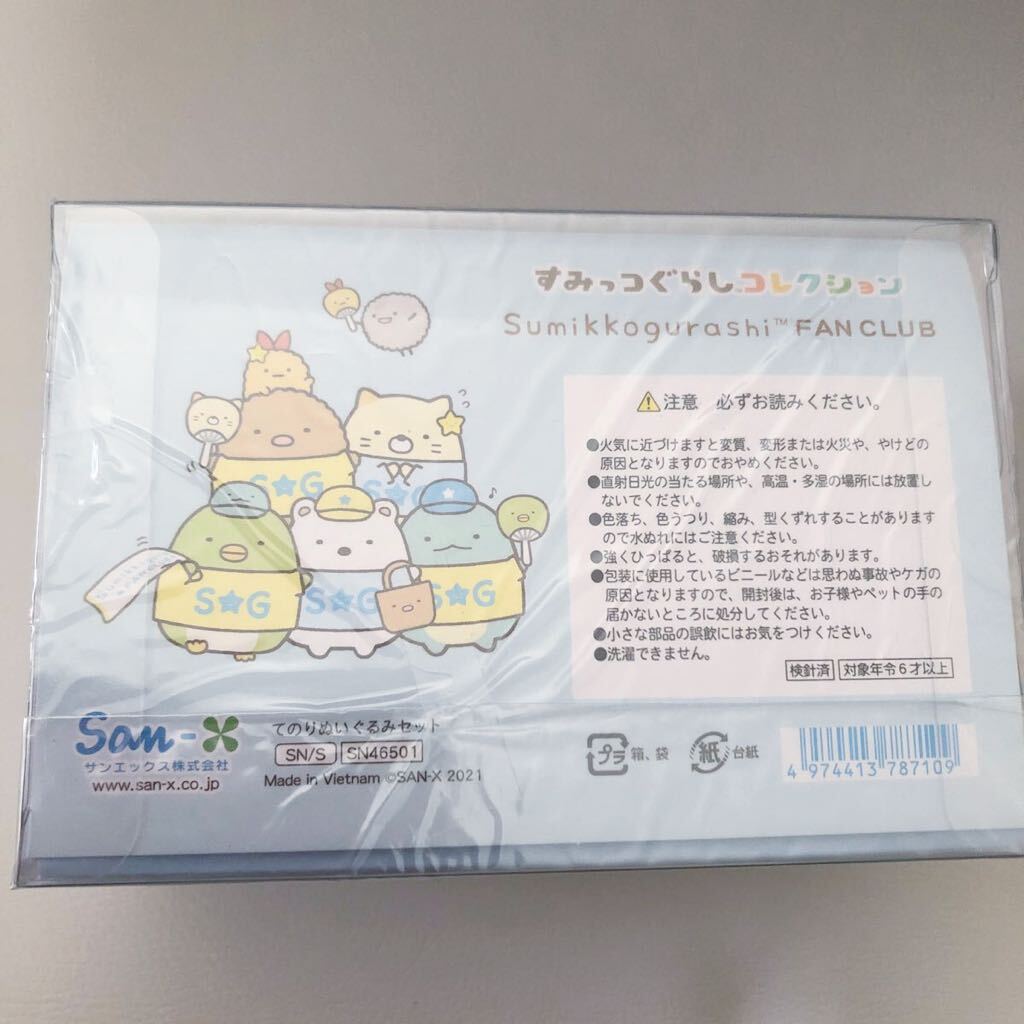 すみっコぐらしコレクション
Sumikkogurashi™ FAN CLUB
⚠注意 必ずお読みください。
●火気に近づけますと変質、変形または火災や、やけどの
原因となりますのでおやめください。
●直射日光の当たる場所や、高温・多湿の場所には放置し
ないでください。
●色落ち、色うつり、縮み、型くずれすることがあります
ので水ぬれにはご注意ください。
●強くひっぱると、破損するおそれがあります。
●包装に使用しているビニールなどは思わぬ事故やケガの
原因となりますので、開封後は、お子様やペットの手の
届かないところに処分してください。
●小さな部品の誤飲にはお気をつけください。
●洗濯できません。
検針済 対象年令6才以上
S★G
S★G
S★G
S★G
S★G
San-X
サンエックス株式会社
www.san-x.co.jp
てのりぬいぐるみセット
SN/S SN46501
Made in Vietnam ©SAN-X 2021
プラ 箱、袋
紙 台紙
4 974413 787109